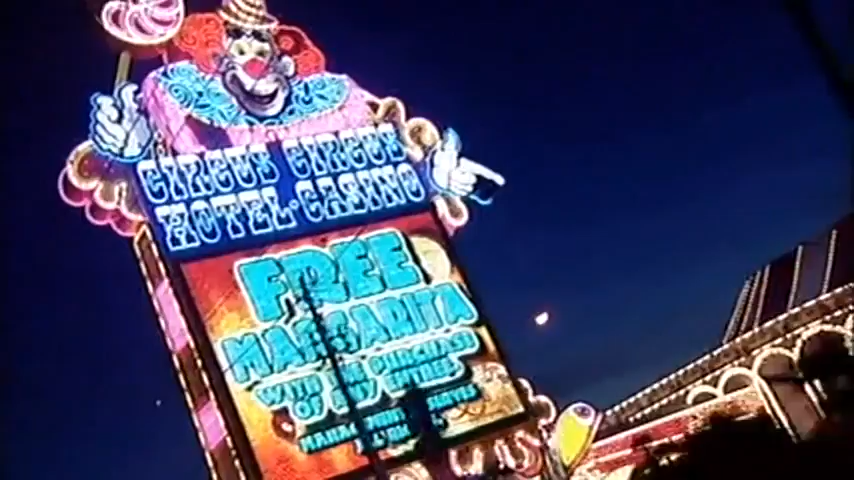 CIRCUS CIRCUS
HOTEL·CASINO
FREE
MARGARITA
WITH THE PURCHASE
OF ANY ENTREE